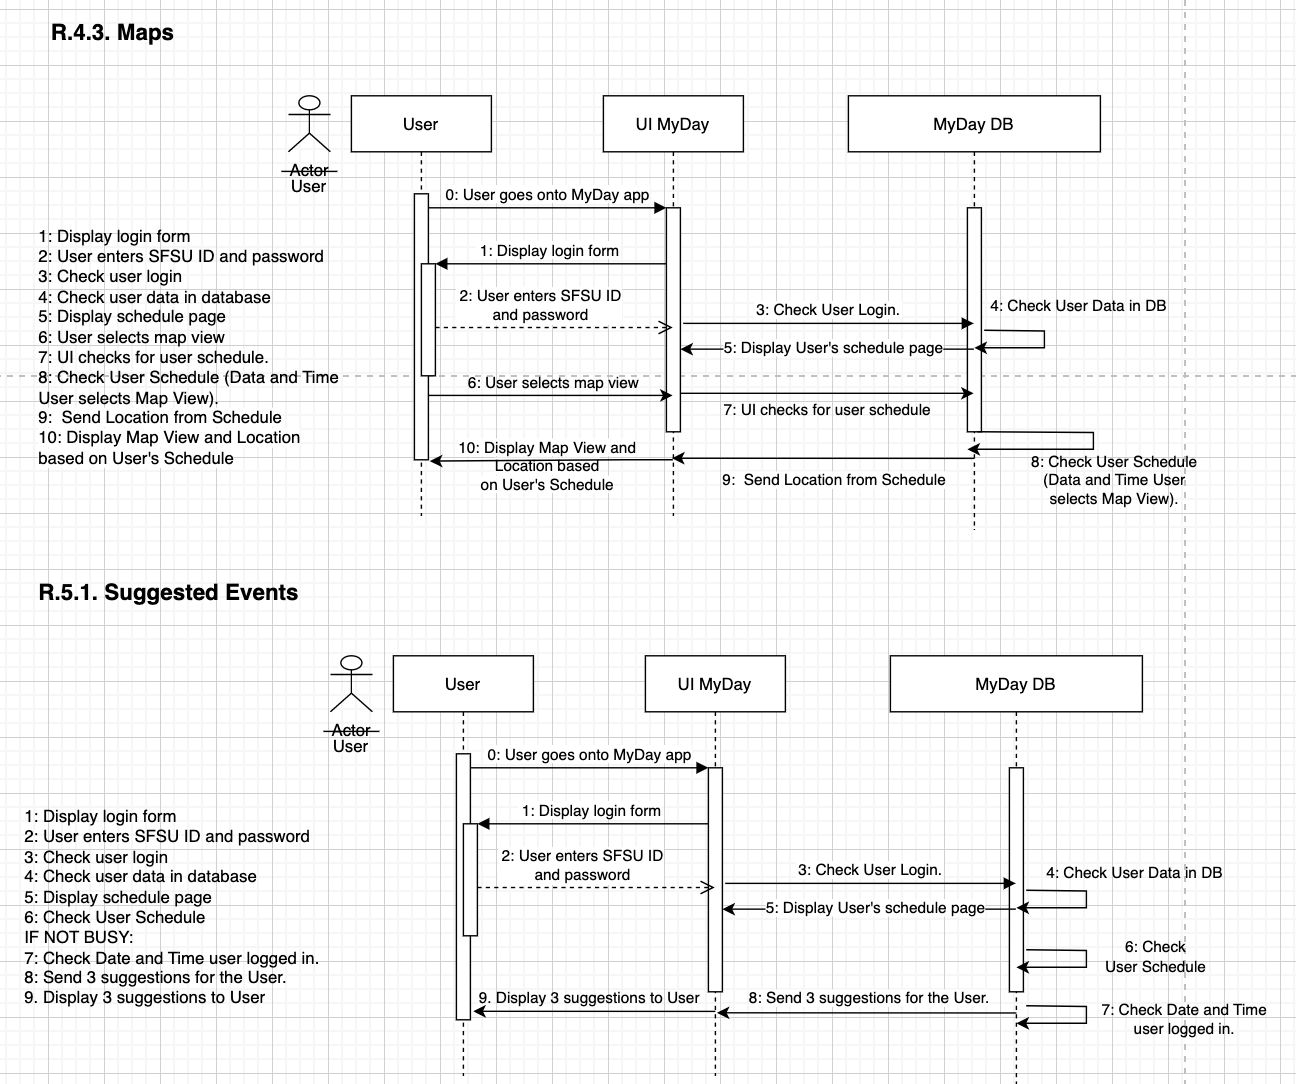 R.4.3. Maps
User
UI MyDay
MyDay DB
Actor
User
0: User goes onto MyDay app
1: Display login form
2: User enters SFSU ID
and password
3: Check User Login.
4: Check User Data in DB
5: Display User's schedule page
6: User selects map view
7: UI checks for user schedule
8: Check User Schedule
(Data and Time User
selects Map View).
9:  Send Location from Schedule
10: Display Map View and
Location based
on User's Schedule
1: Display login form
2: User enters SFSU ID and password
3: Check user login
4: Check user data in database
5: Display schedule page
6: User selects map view
7: UI checks for user schedule.
8: Check User Schedule (Data and Time
User selects Map View).
9:  Send Location from Schedule
10: Display Map View and Location
based on User's Schedule
R.5.1. Suggested Events
User
UI MyDay
MyDay DB
Actor
User
0: User goes onto MyDay app
1: Display login form
2: User enters SFSU ID
and password
3: Check User Login.
4: Check User Data in DB
5: Display User's schedule page
6: Check
User Schedule
7: Check Date and Time
user logged in.
8: Send 3 suggestions for the User.
9. Display 3 suggestions to User
1: Display login form
2: User enters SFSU ID and password
3: Check user login
4: Check user data in database
5: Display schedule page
6: Check User Schedule
IF NOT BUSY:
7: Check Date and Time user logged in.
8: Send 3 suggestions for the User.
9. Display 3 suggestions to User